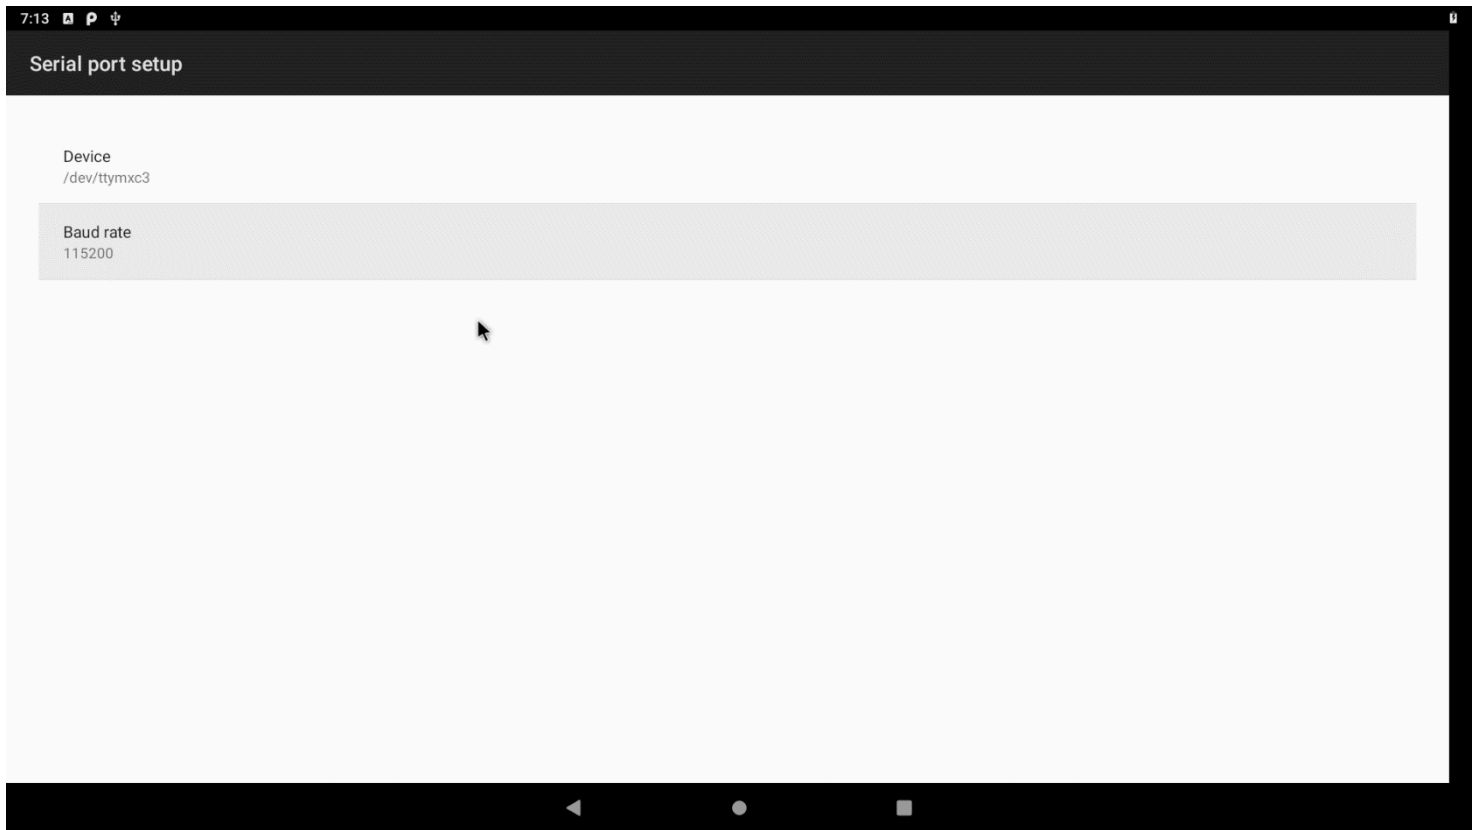 7:13
Serial port setup
Device
/dev/ttymxc3
Baud rate
115200